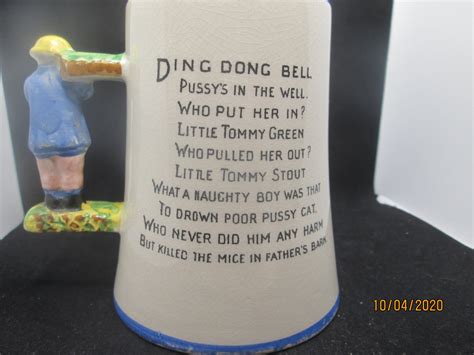 DING DONG BELL
PUSSY'S IN THE WELL.
WHO PUT HER IN?
LITTLE TOMMY GREEN
WHO PULLED HER OUT?
LITTLE TOMMY STOUT
WHAT A NAUGHTY BOY WAS THAT
TO DROWN POOR PUSSY CAT,
WHO NEVER DID HIM ANY HARM
BUT KILLED THE MICE IN FATHER'S BARN.
10/04/2020